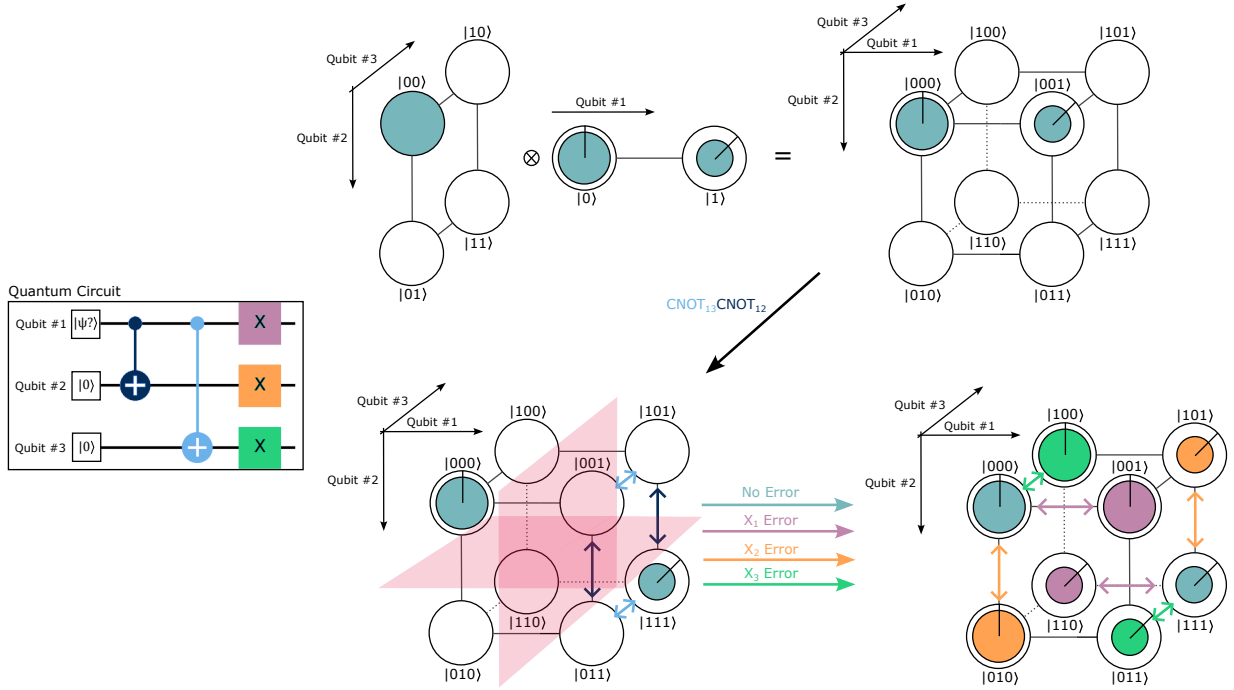 Qubit #3
Qubit #2
|10⟩
|00⟩
|11⟩
|01⟩
⊗
Qubit #1
|0⟩
|1⟩
=
Qubit #3
Qubit #1
Qubit #2
|100⟩
|101⟩
|000⟩
|001⟩
|110⟩
|111⟩
|010⟩
|011⟩
CNOT₁₃CNOT₁₂
Quantum Circuit
Qubit #1 |ψ?⟩ X
Qubit #2 |0⟩ X
Qubit #3 |0⟩ X
Qubit #3
Qubit #1
Qubit #2
|100⟩
|101⟩
|000⟩
|001⟩
|110⟩
|111⟩
|010⟩
|011⟩
No Error
X₁ Error
X₂ Error
X₃ Error
Qubit #3
Qubit #1
Qubit #2
|100⟩
|101⟩
|000⟩
|001⟩
|110⟩
|111⟩
|010⟩
|011⟩